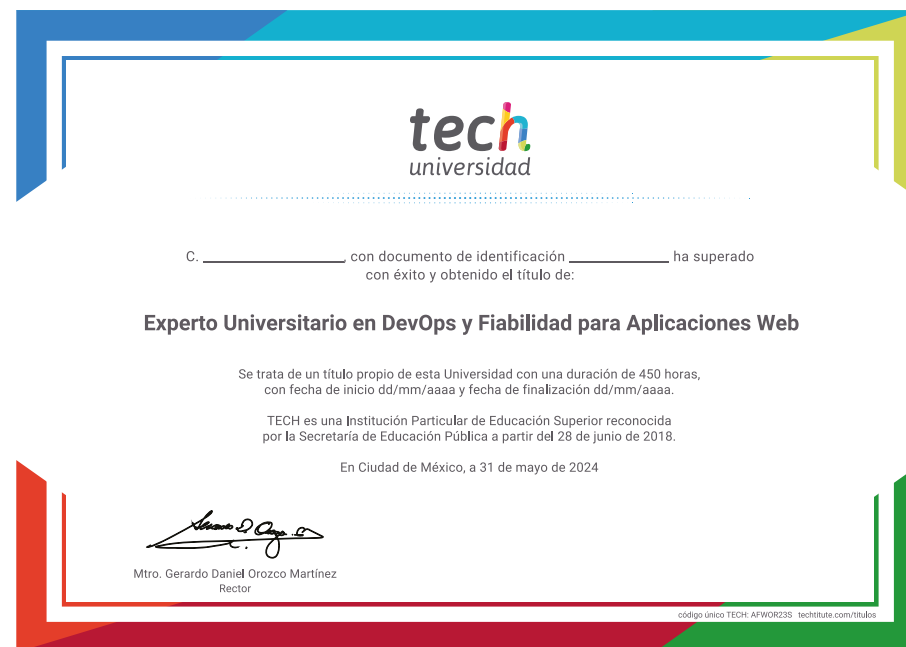 tech
universidad
C. ____________, con documento de identificación ____________ ha superado
con éxito y obtenido el título de:
Experto Universitario en DevOps y Fiabilidad para Aplicaciones Web
Se trata de un título propio de esta Universidad con una duración de 450 horas,
con fecha de inicio dd/mm/aaaa y fecha de finalización dd/mm/aaaa.
TECH es una Institución Particular de Educación Superior reconocida
por la Secretaría de Educación Pública a partir del 28 de junio de 2018.
En Ciudad de México, a 31 de mayo de 2024
Mtro. Gerardo Daniel Orozco Martínez
Rector
código único TECH: AFWOR23S techtitute.com/titulos